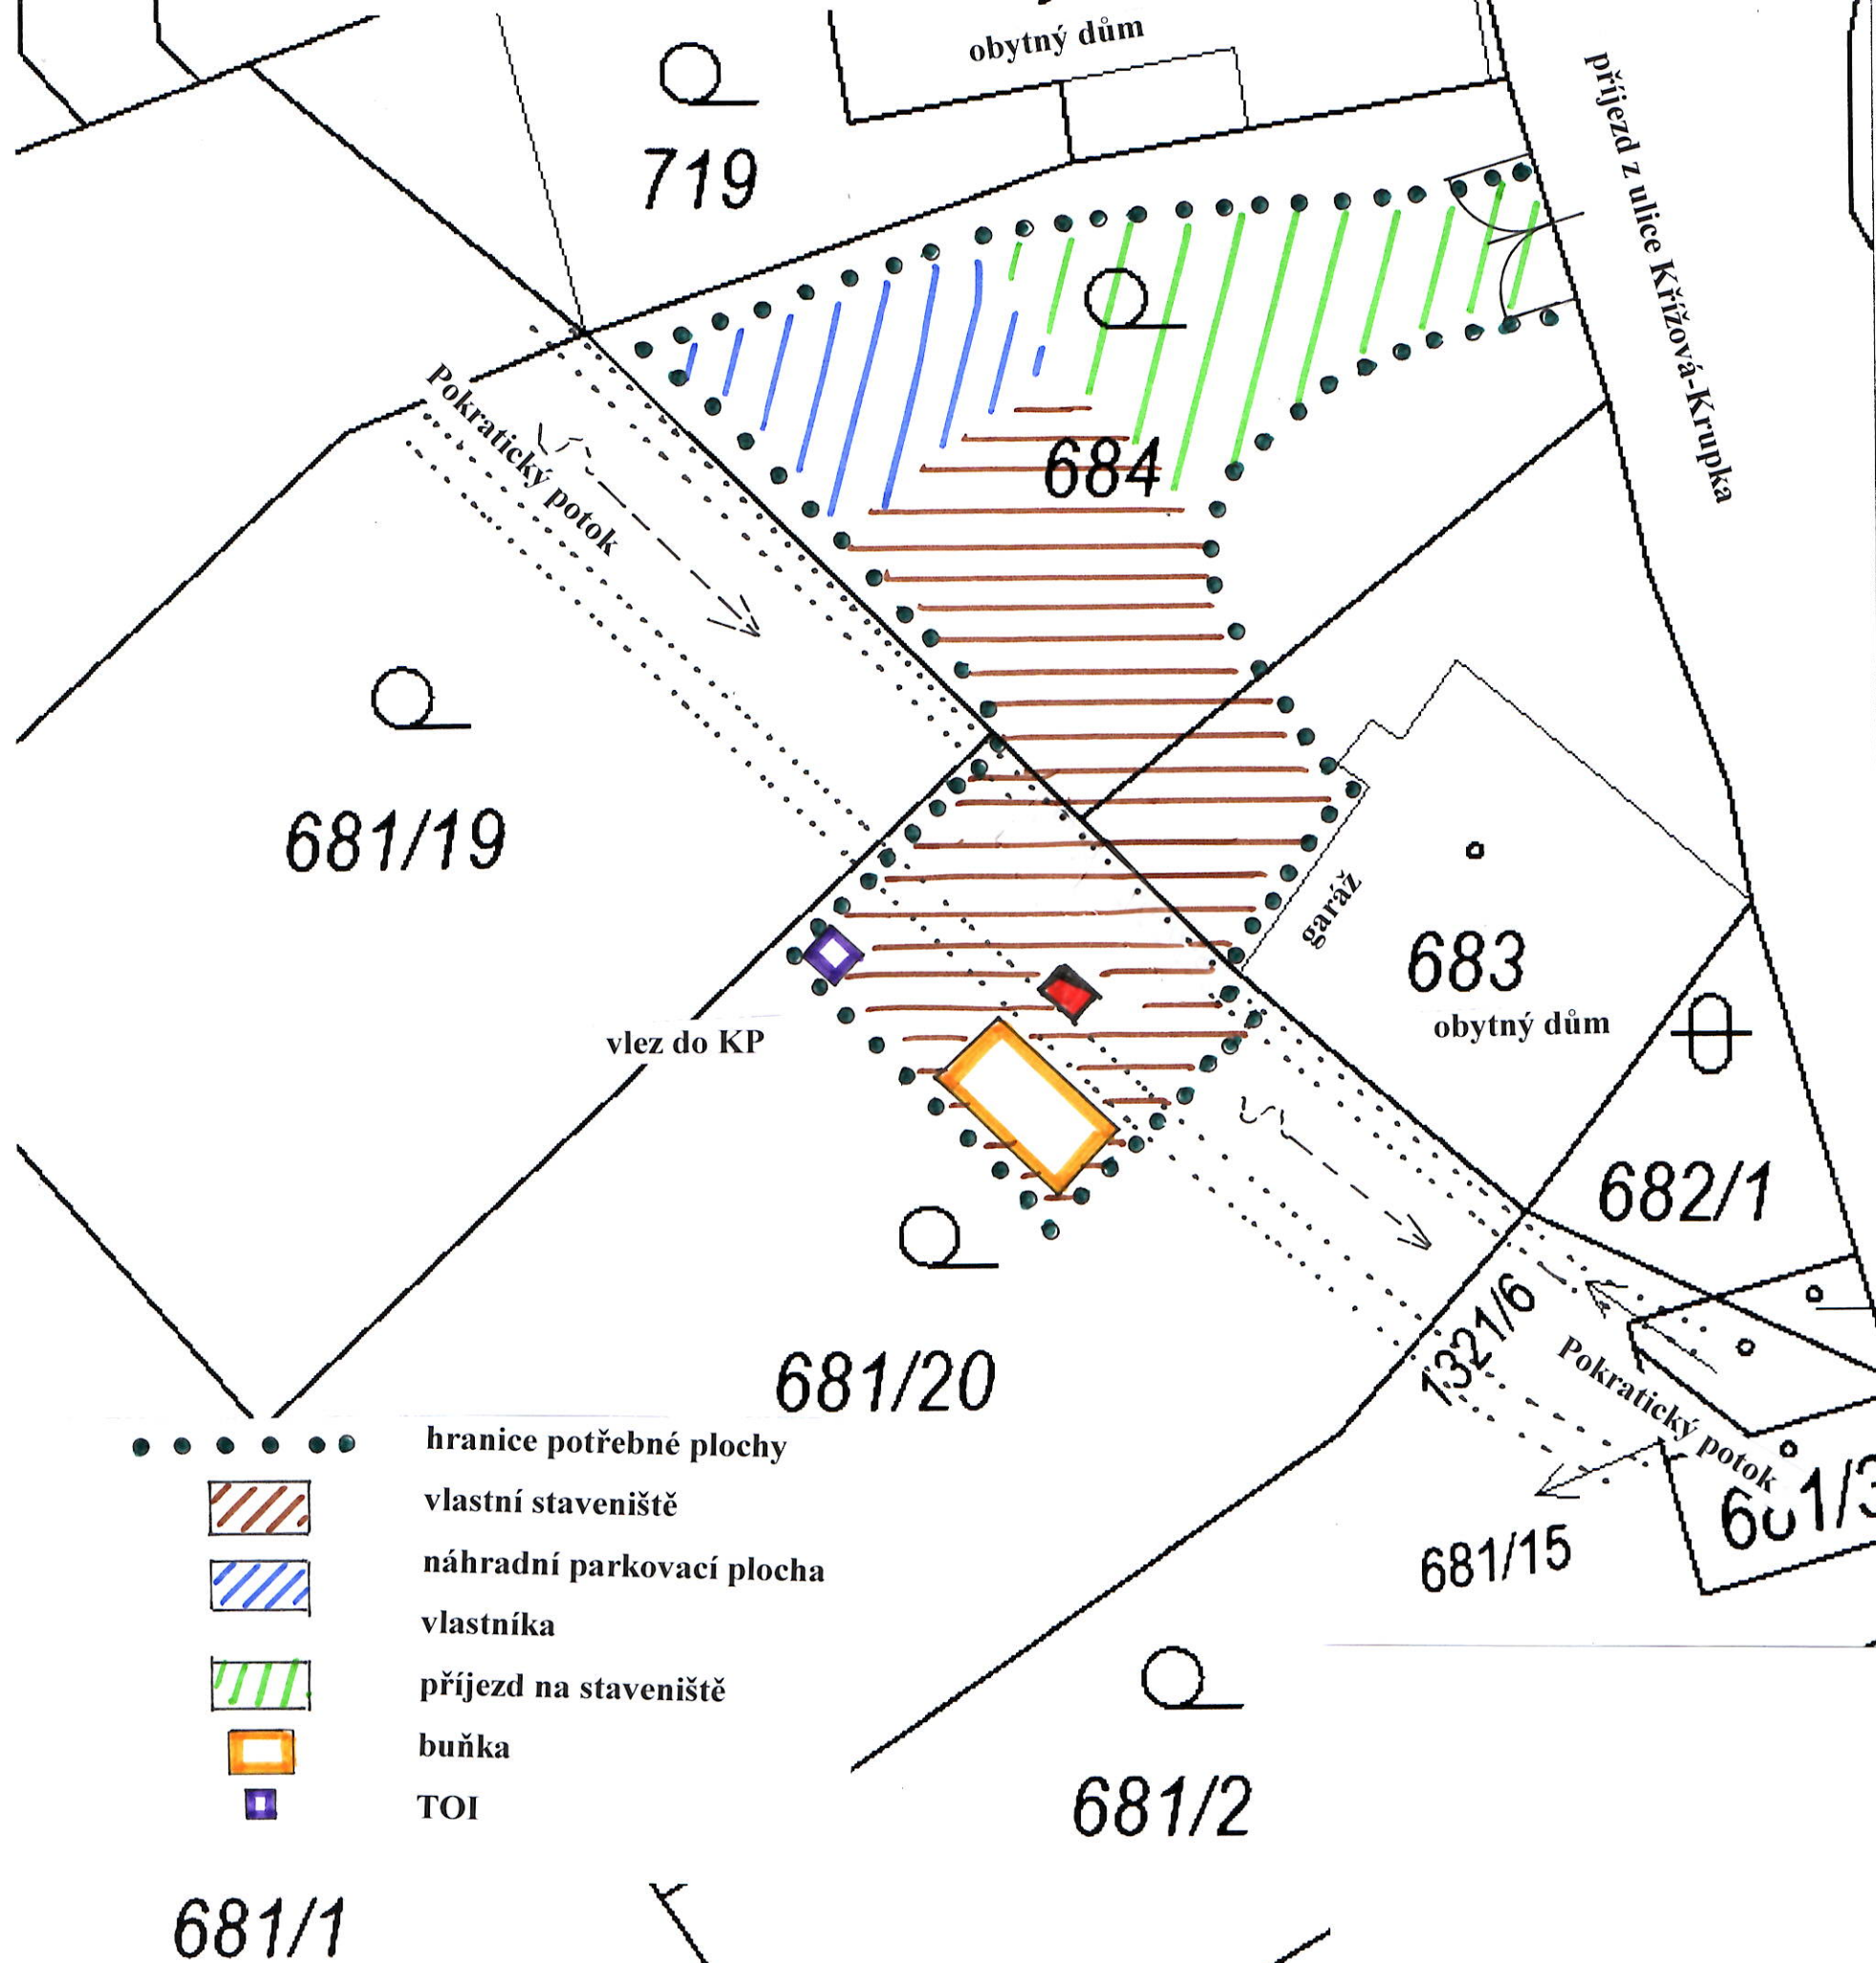 obytný dům
719
příjezd z ulice Křížová-Krupka
Pokratický potok
684
681/19
garáž
683
obytný dům
vlez do KP
682/1
681/20
1321/6
Pokratický potok
681/15
hranice potřebné plochy
vlastní staveniště
náhradní parkovací plocha
vlastníka
příjezd na staveniště
buňka
TOI
681/2
681/1